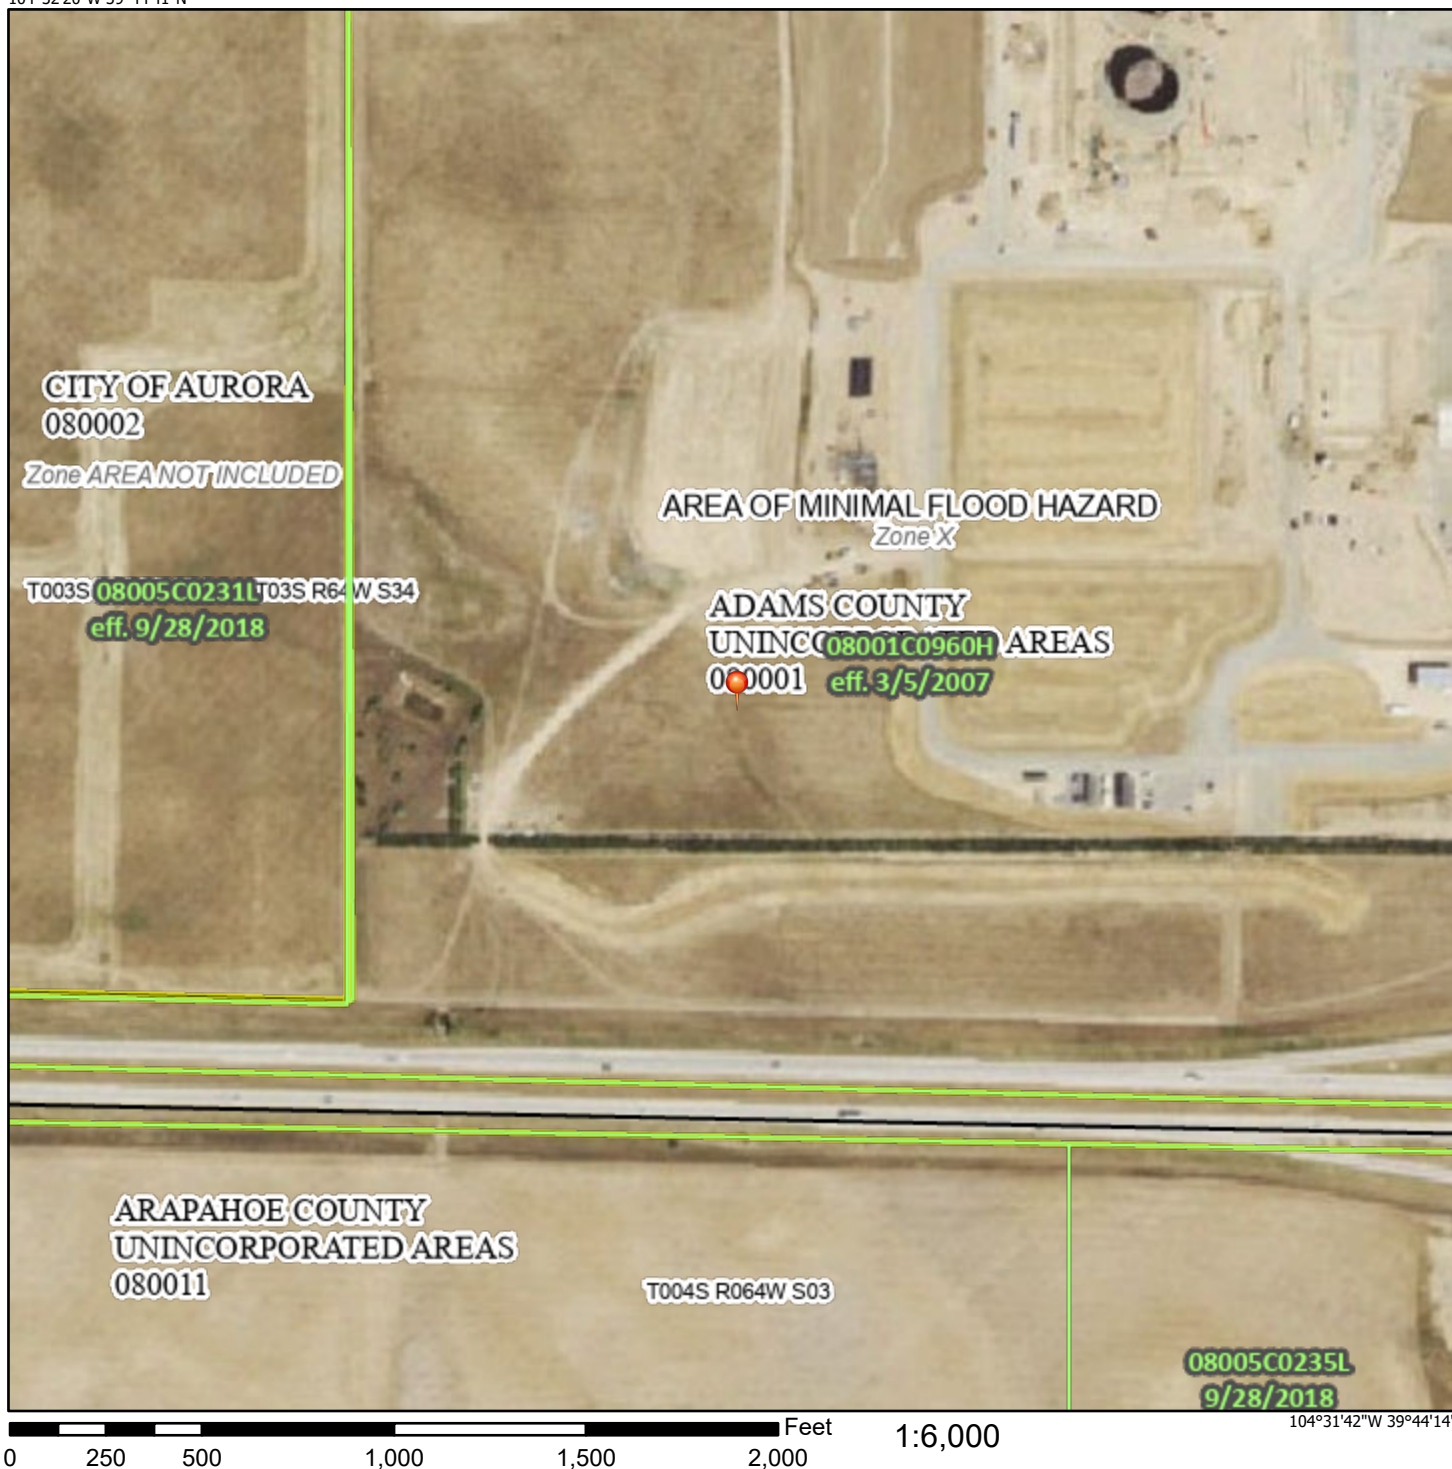 CITY OF AURORA
080002
Zone AREA NOT INCLUDED
AREA OF MINIMAL FLOOD HAZARD
Zone X
T003S 08005C0231L T03S R64W S34
eff. 9/28/2018
ADAMS COUNTY
08001C0960H AREAS
eff. 3/5/2007
ARAPAHOE COUNTY
UNINCORPORATED AREAS
080011
T004S R064W S03
08005C0235L
9/28/2018
Feet
1:6,000
104°31'42"W 39°44'14"
0 250 500 1,000 1,500 2,000